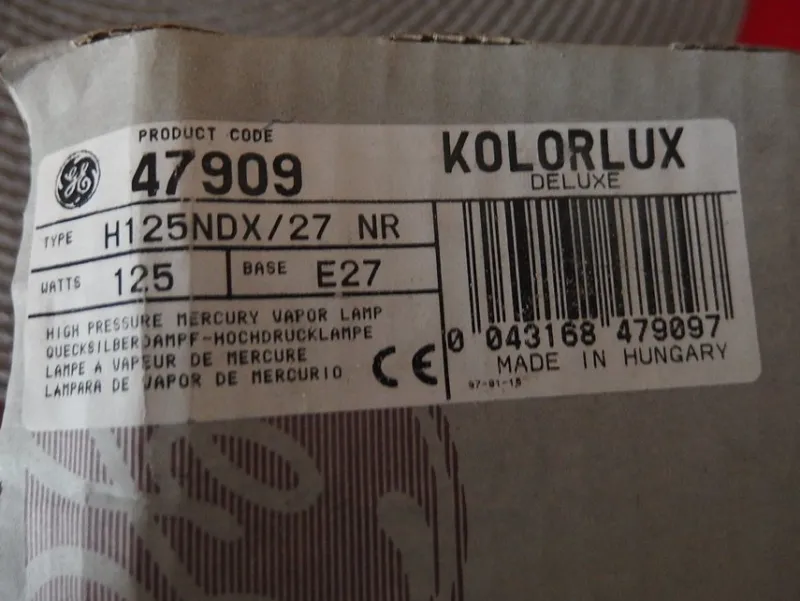 PRODUCT CODE
47909
KOLORLUX
DELUXE
TYPE H125NDX/27 NR
WATTS 125 BASE E27
HIGH PRESSURE MERCURY VAPOR LAMP
QUECKSILBERDAMPF-HOCHDRUCKLAMPE
LAMPE A VAPEUR DE MERCURE
LAMPARA DE VAPOR DE MERCURIO
CE
0 043168 479097
MADE IN HUNGARY